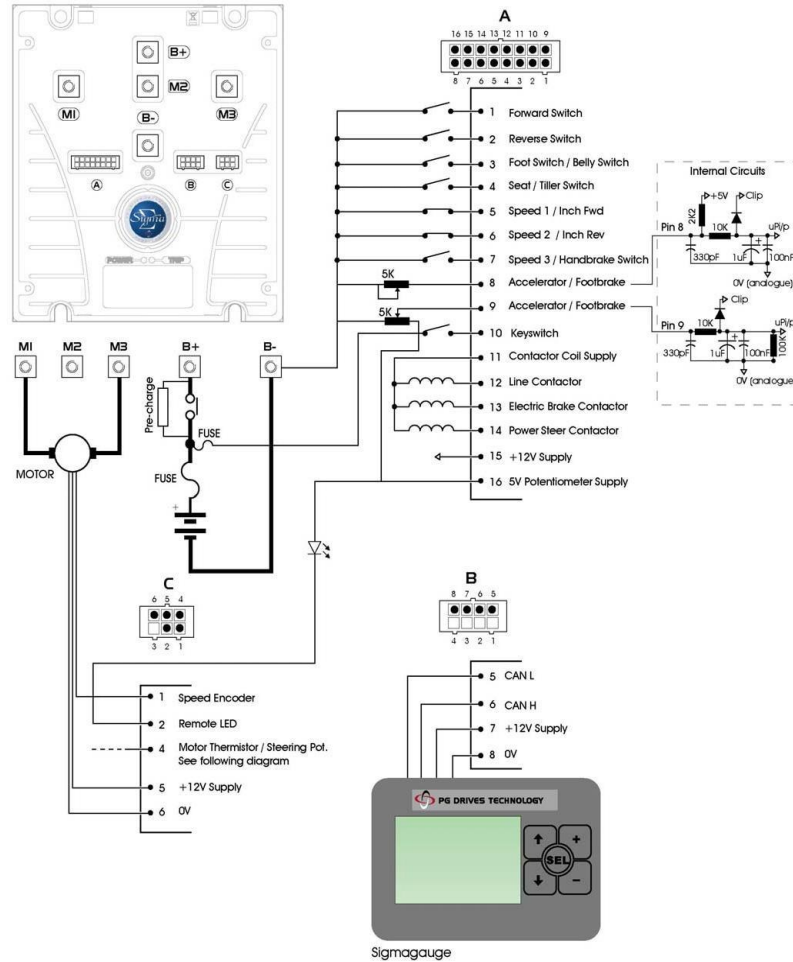 A
16 15 14 13 12 11 10 9
8 7 6 5 4 3 2 1
B+
M2
M1
B-
M3
A
B
C
Sigma
POWER
TRIP
1 Forward Switch
2 Reverse Switch
3 Foot Switch / Belly Switch
4 Seat / Tiller Switch
5 Speed 1 / Inch Fwd
6 Speed 2 / Inch Rev
7 Speed 3 / Handbrake Switch
5K
8 Accelerator / Footbrake
5K
9 Accelerator / Footbrake
10 Keyswitch
11 Contactor Coil Supply
12 Line Contactor
13 Electric Brake Contactor
14 Power Steer Contactor
15 +12V Supply
16 5V Potentiometer Supply
Internal Circuits
+5V
Clip
2K2
Pin 8
10K
uPi/p
330pF
1uF
+
100nF
0V (analogue)
Clip
Pin 9
10K
uPi/p
330pF
1uF
+
100nF
100K
0V (analogue)
M1 M2 M3 B+ B-
Pre-charge
FUSE
MOTOR
FUSE
+
C
6 5 4
3 2 1
1 Speed Encoder
2 Remote LED
4 Motor Thermistor / Steering Pot.
See following diagram
5 +12V Supply
6 0V
B
8 7 6 5
4 3 2 1
5 CAN L
6 CAN H
7 +12V Supply
8 0V
PG DRIVES TECHNOLOGY
+
SEL
-
Sigmagauge